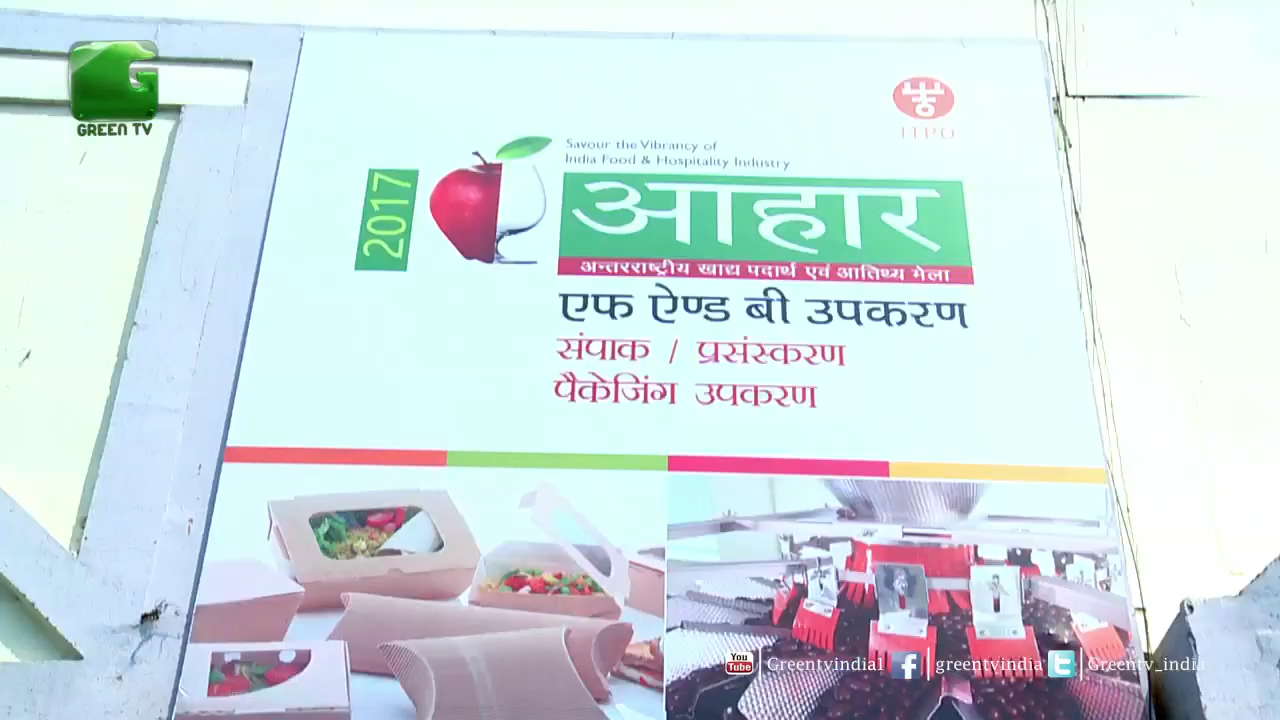 GREEN TV
ITPO
Savour the Vibrancy of
India Food & Hospitality Industry
2017
आहार
अन्तरराष्ट्रीय खाद्य पदार्थ एवं आतिथ्य मेला
एफ ऐण्ड बी उपकरण
संपाक / प्रसंस्करण
पैकेजिंग उपकरण
You Tube Greentvindia1 f greentvindia Greentv_india